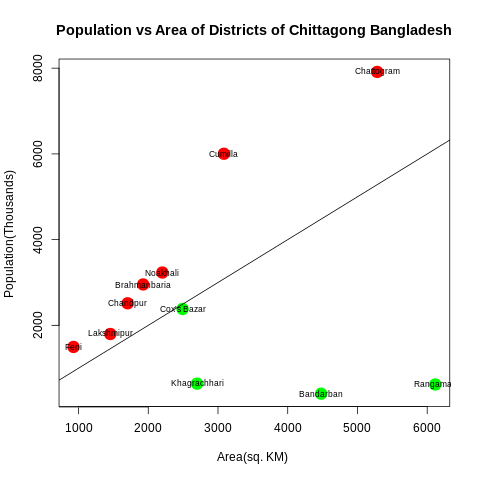 Population vs Area of Districts of Chittagong Bangladesh
8000
6000
4000
2000
Population(Thousands)
Chattogram
Cumilla
Noakhali
Brahmanbaria
Chandpur
Cox's Bazar
Lakshmipur
Feni
Khagrachhari
Rangama
Bandarban
1000
2000
3000
4000
5000
6000
Area(sq. KM)